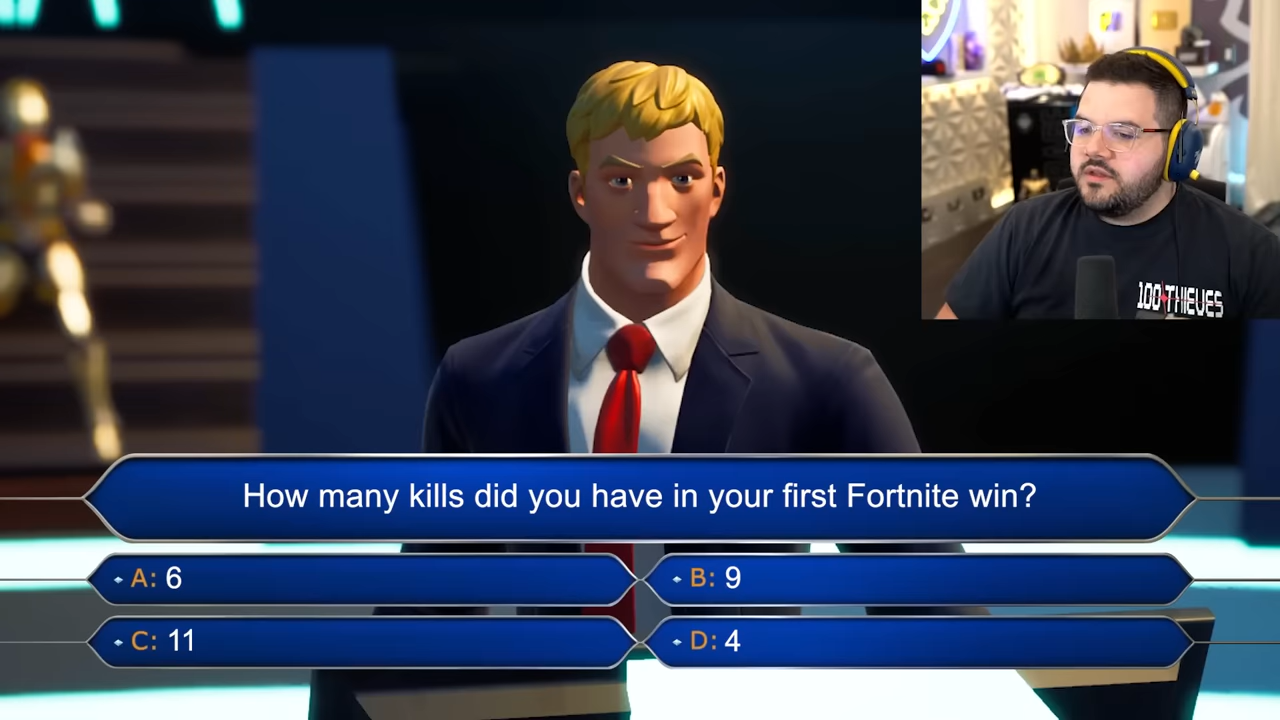 100 THIEVES
How many kills did you have in your first Fortnite win?
A: 6
B: 9
C: 11
D: 4